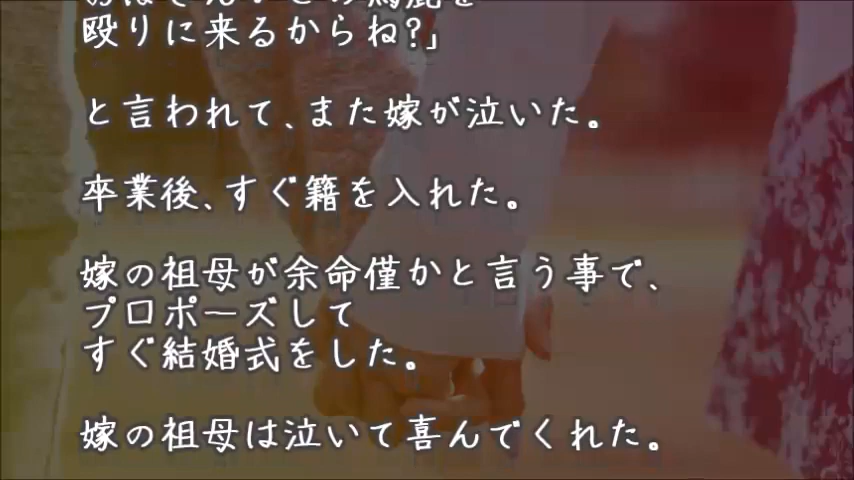 殴りに来るからね?」
と言われて、また嫁が泣いた。
卒業後、すぐ籍を入れた。
嫁の祖母が余命僅かと言う事で、
プロポーズして
すぐ結婚式をした。
嫁の祖母は泣いて喜んでくれた。